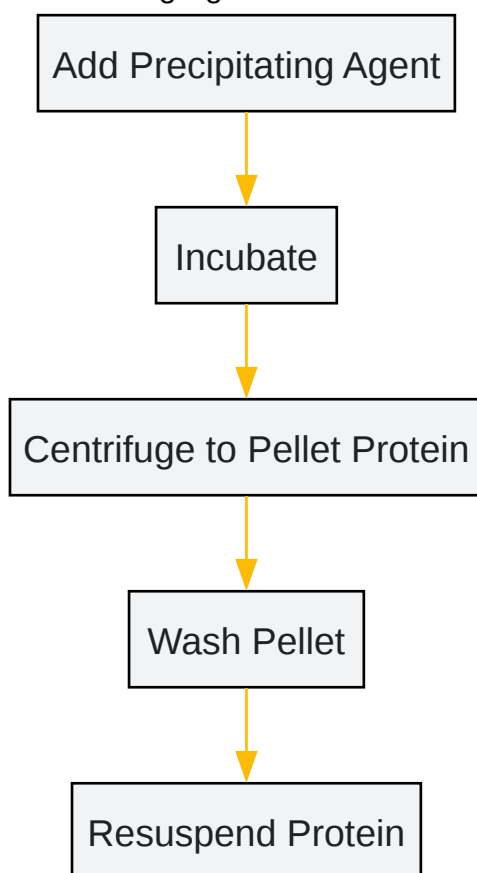 Add Precipitating Agent
Incubate
Centrifuge to Pellet Protein
Wash Pellet
Resuspend Protein